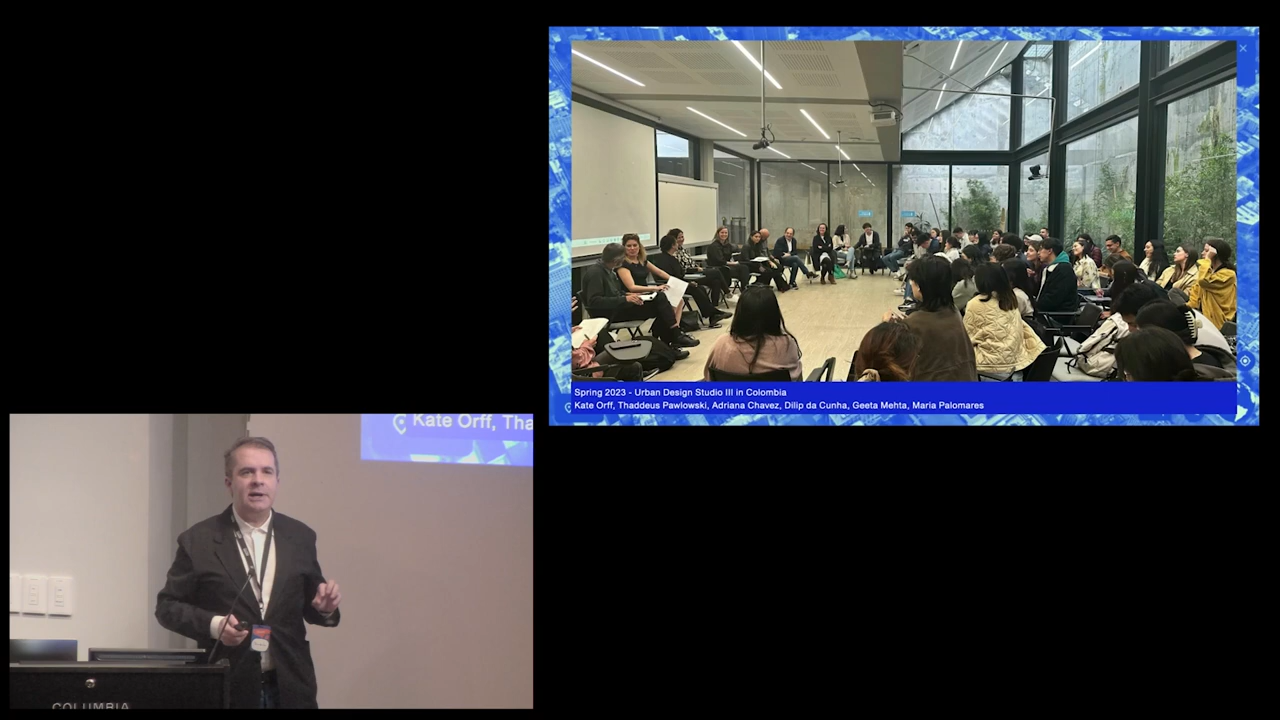 Spring 2023 - Urban Design Studio III in Colombia
Kate Orff, Thaddeus Pawlowski, Adriana Chavez, Dilip da Cunha, Geeta Mehta, Maria Palomares
Kate Orff, Tha
COLUMBIA